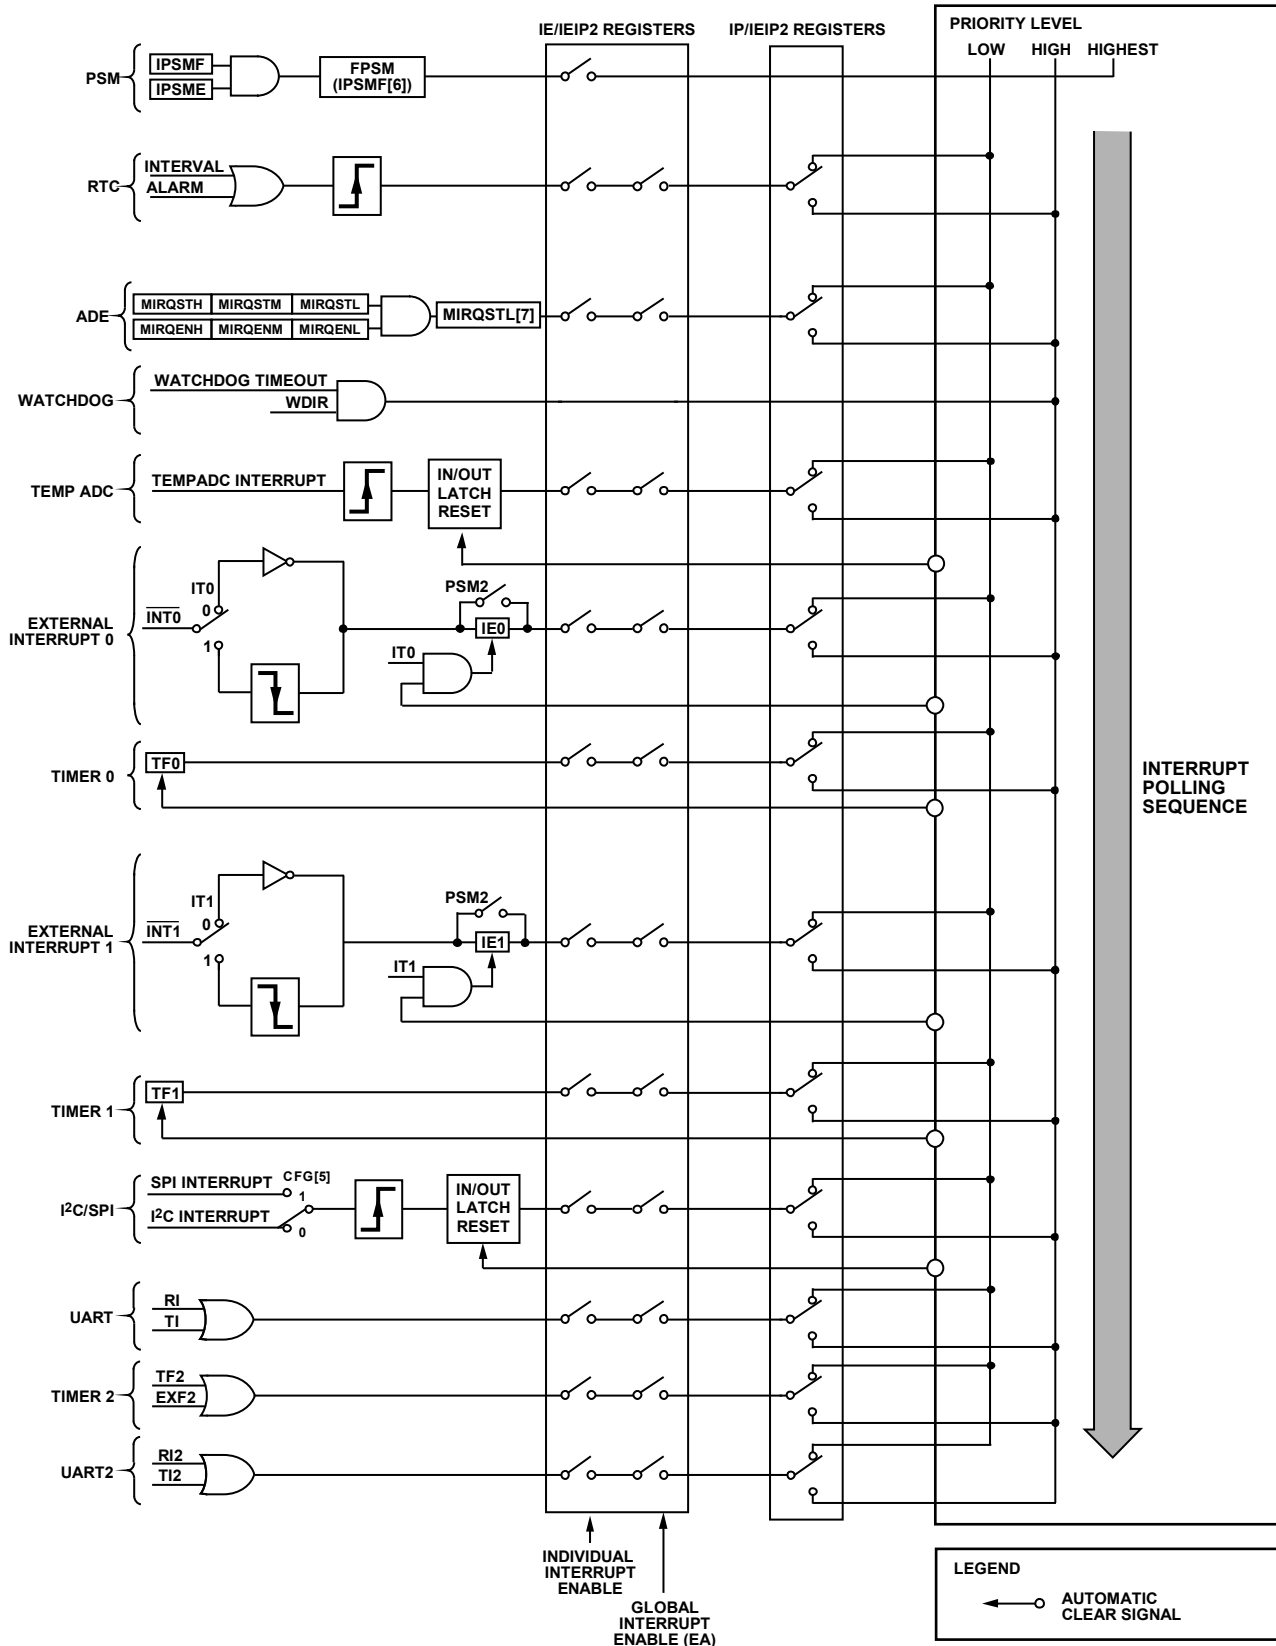 IE/IEIP2 REGISTERS
IP/IEIP2 REGISTERS
PRIORITY LEVEL
LOW
HIGH
HIGHEST
PSM
IPSMF
IPSME
FPSM
(IPSMF[6])
RTC
INTERVAL
ALARM
ADE
MIRQSTH
MIRQSTM
MIRQSTL
MIRQENH
MIRQENM
MIRQENL
MIRQSTL[7]
WATCHDOG
WATCHDOG TIMEOUT
WDIR
TEMP ADC
TEMPADC INTERRUPT
IN/OUT
LATCH
RESET
EXTERNAL
INTERRUPT 0
INT0
IT0
0
1
PSM2
IE0
IT0
TIMER 0
TF0
INTERRUPT
POLLING
SEQUENCE
EXTERNAL
INTERRUPT 1
INT1
IT1
0
1
PSM2
IE1
IT1
TIMER 1
TF1
I2C/SPI
SPI INTERRUPT
I2C INTERRUPT
CFG[5]
1
0
IN/OUT
LATCH
RESET
UART
RI
TI
TIMER 2
TF2
EXF2
UART2
RI2
TI2
INDIVIDUAL
INTERRUPT
ENABLE
GLOBAL
INTERRUPT
ENABLE (EA)
LEGEND
AUTOMATIC
CLEAR SIGNAL